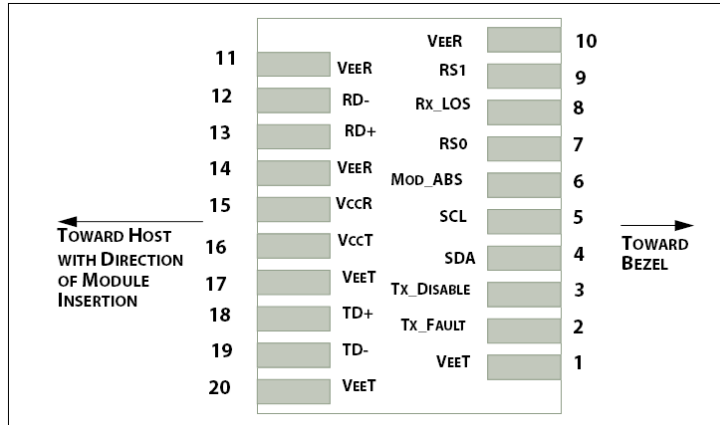 11 VEER
12 RD-
13 RD+
14 VEER
15 VCCR
16 VCCT
17 VEET
18 TD+
19 TD-
20 VEET
VEER 10
RS1 9
RX_LOS 8
RS0 7
MOD_ABS 6
SCL 5
SDA 4
TX_DISABLE 3
TX_FAULT 2
VEET 1
TOWARD HOST
WITH DIRECTION
OF MODULE
INSERTION
TOWARD
BEZEL